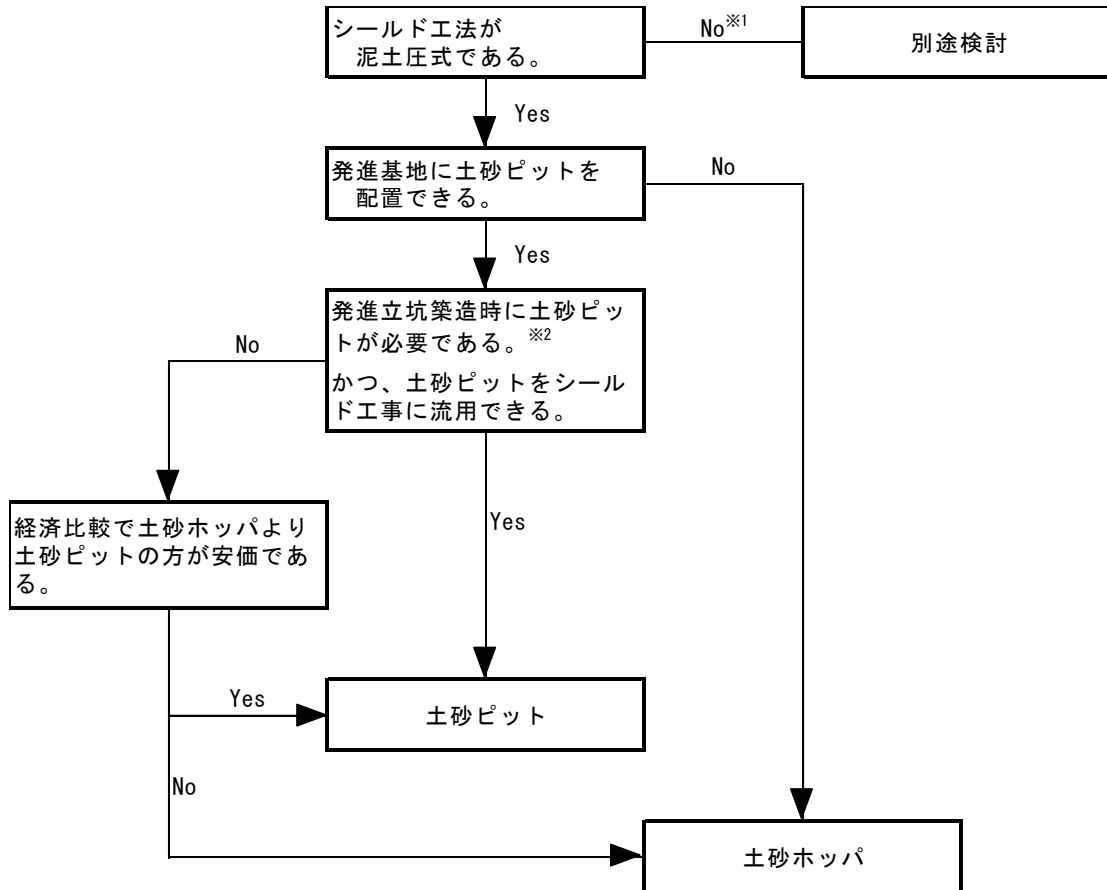 シールド工法が
泥土圧式である。
No※1
別途検討
Yes
発進基地に土砂ピットを
配置できる。
No
Yes
発進立坑築造時に土砂ピッ
トが必要である。※2
かつ、土砂ピットをシール
ド工事に流用できる。
No
経済比較で土砂ホッパより
土砂ピットの方が安価であ
る。
Yes
Yes
土砂ピット
No
土砂ホッパ